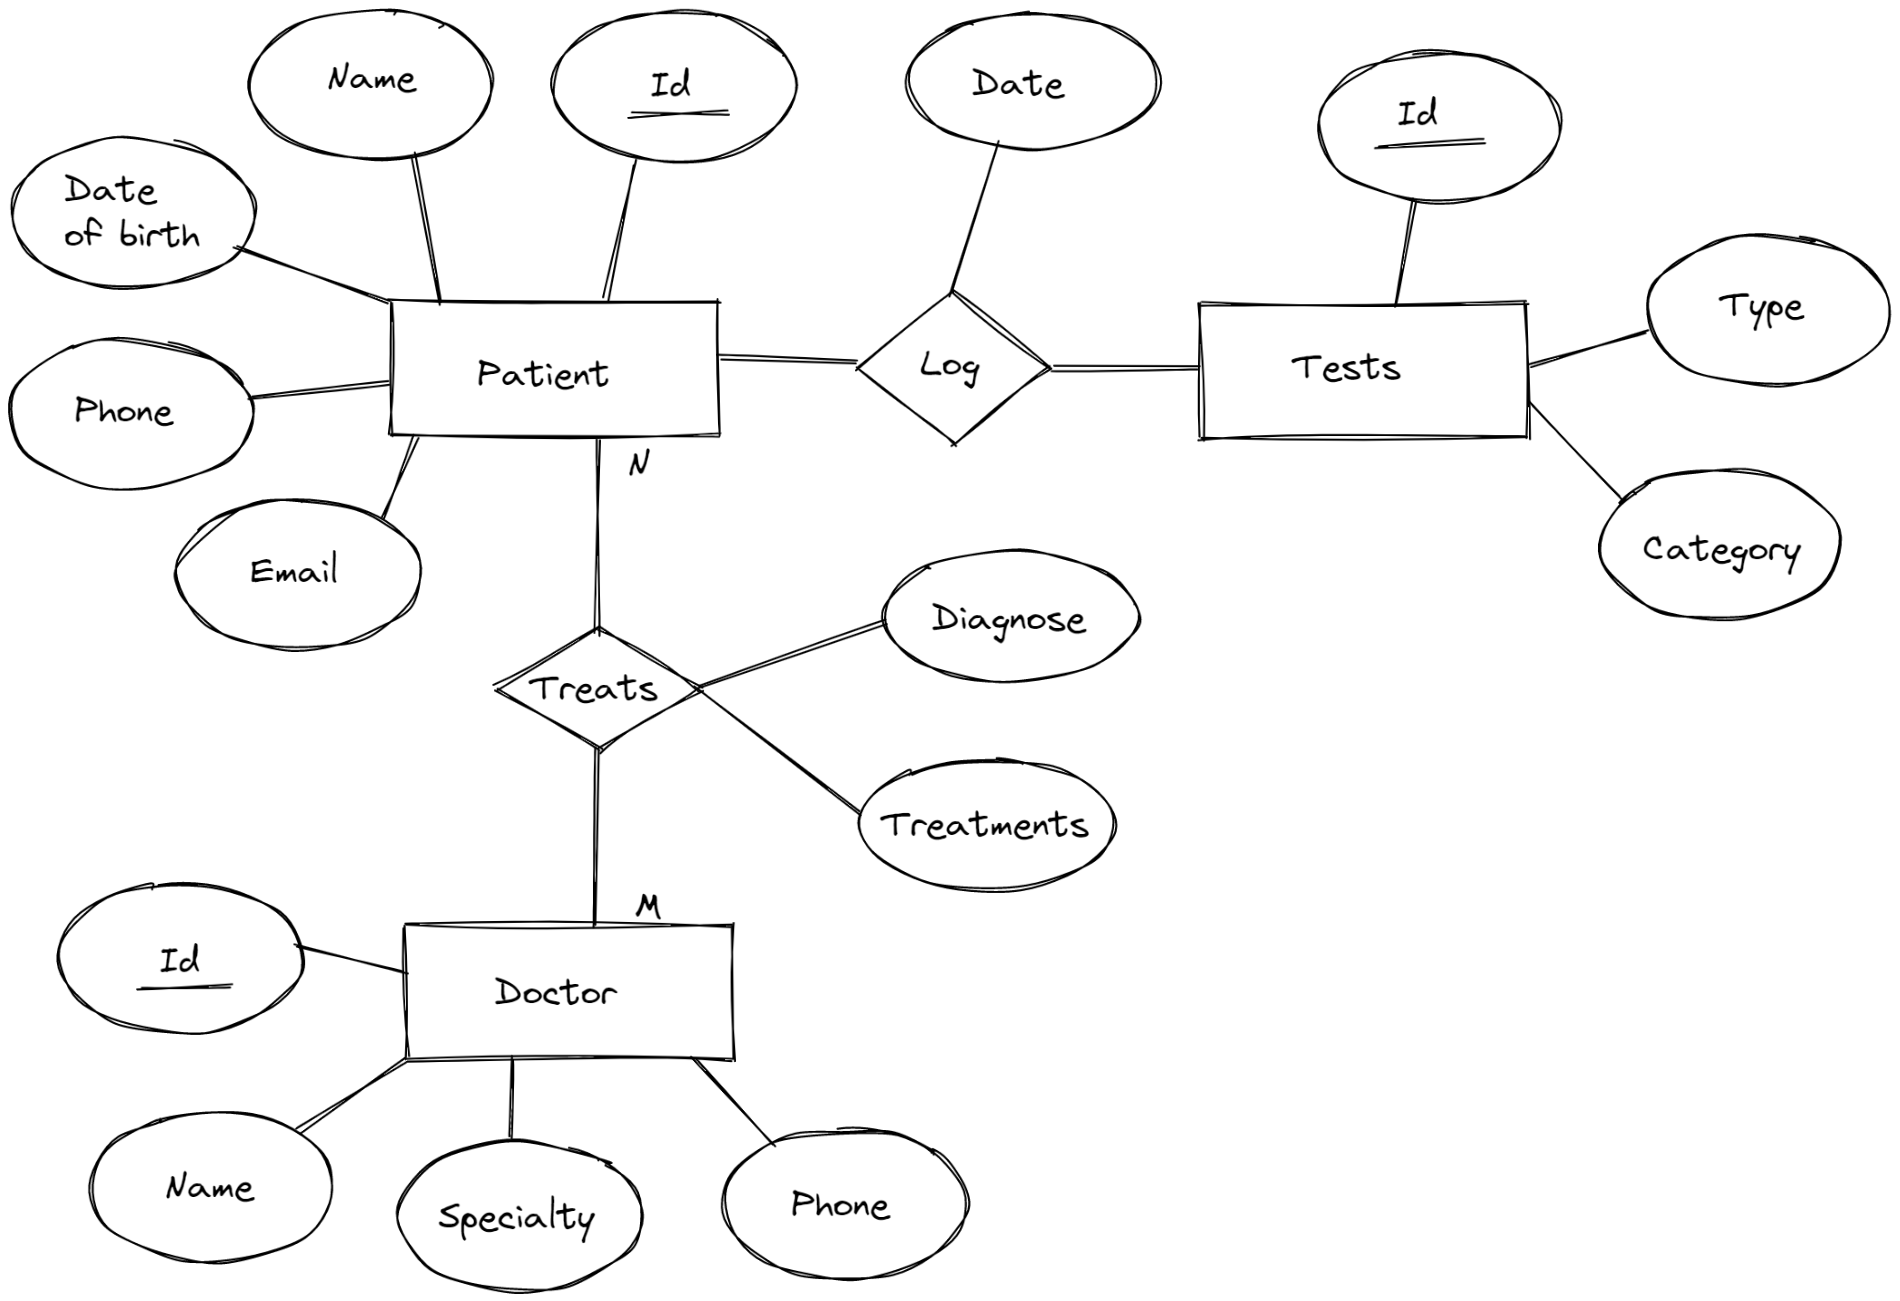 Name
Id
Date
Id
Date
of birth
Type
Phone
Patient
Log
Tests
N
Email
Category
Diagnose
Treats
Treatments
M
Id
Doctor
Name
Specialty
Phone